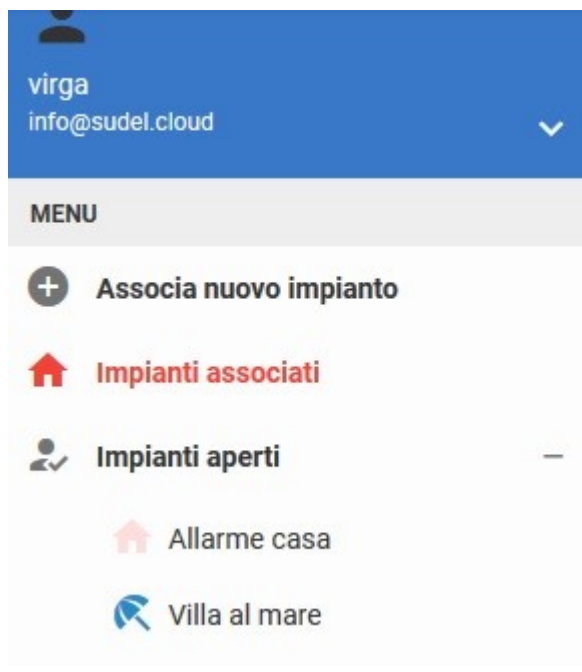 virga
info@sudel.cloud
MENU
Associa nuovo impianto
Impianti associati
Impianti aperti
Allarme casa
Villa al mare